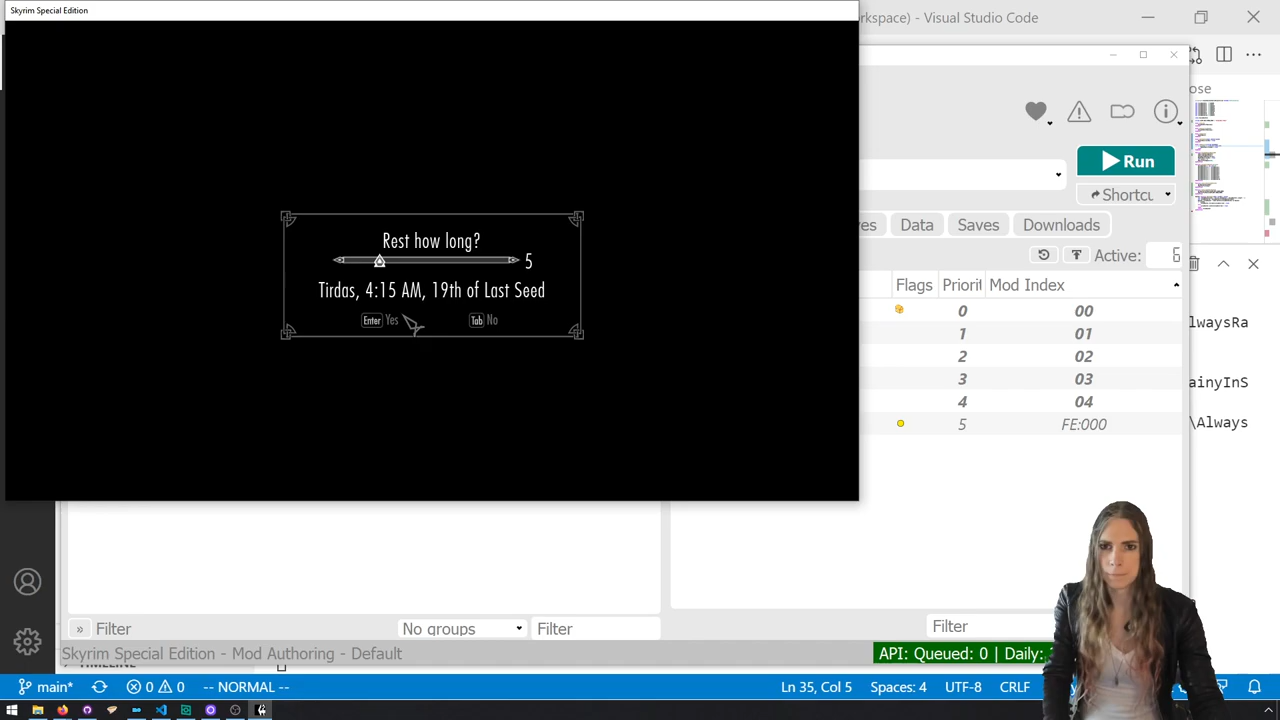 Skyrim Special Edition
rkspace) - Visual Studio Code
ose
Run
Shortcu
es
Data
Saves
Downloads
Active: 6
Flags
Priorit
Mod Index
0
00
1
01
2
02
3
03
4
04
5
FE:000
lwaysRa
ainyInS
\Always
Rest how long?
5
Tirdas, 4:15 AM, 19th of Last Seed
Enter Yes
Tab No
» Filter
No groups
Filter
Filter
Skyrim Special Edition - Mod Authoring - Default
API: Queued: 0 | Daily:
TIMELINE
main*
0
0
-- NORMAL --
Ln 35, Col 5
Spaces: 4
UTF-8
CRLF